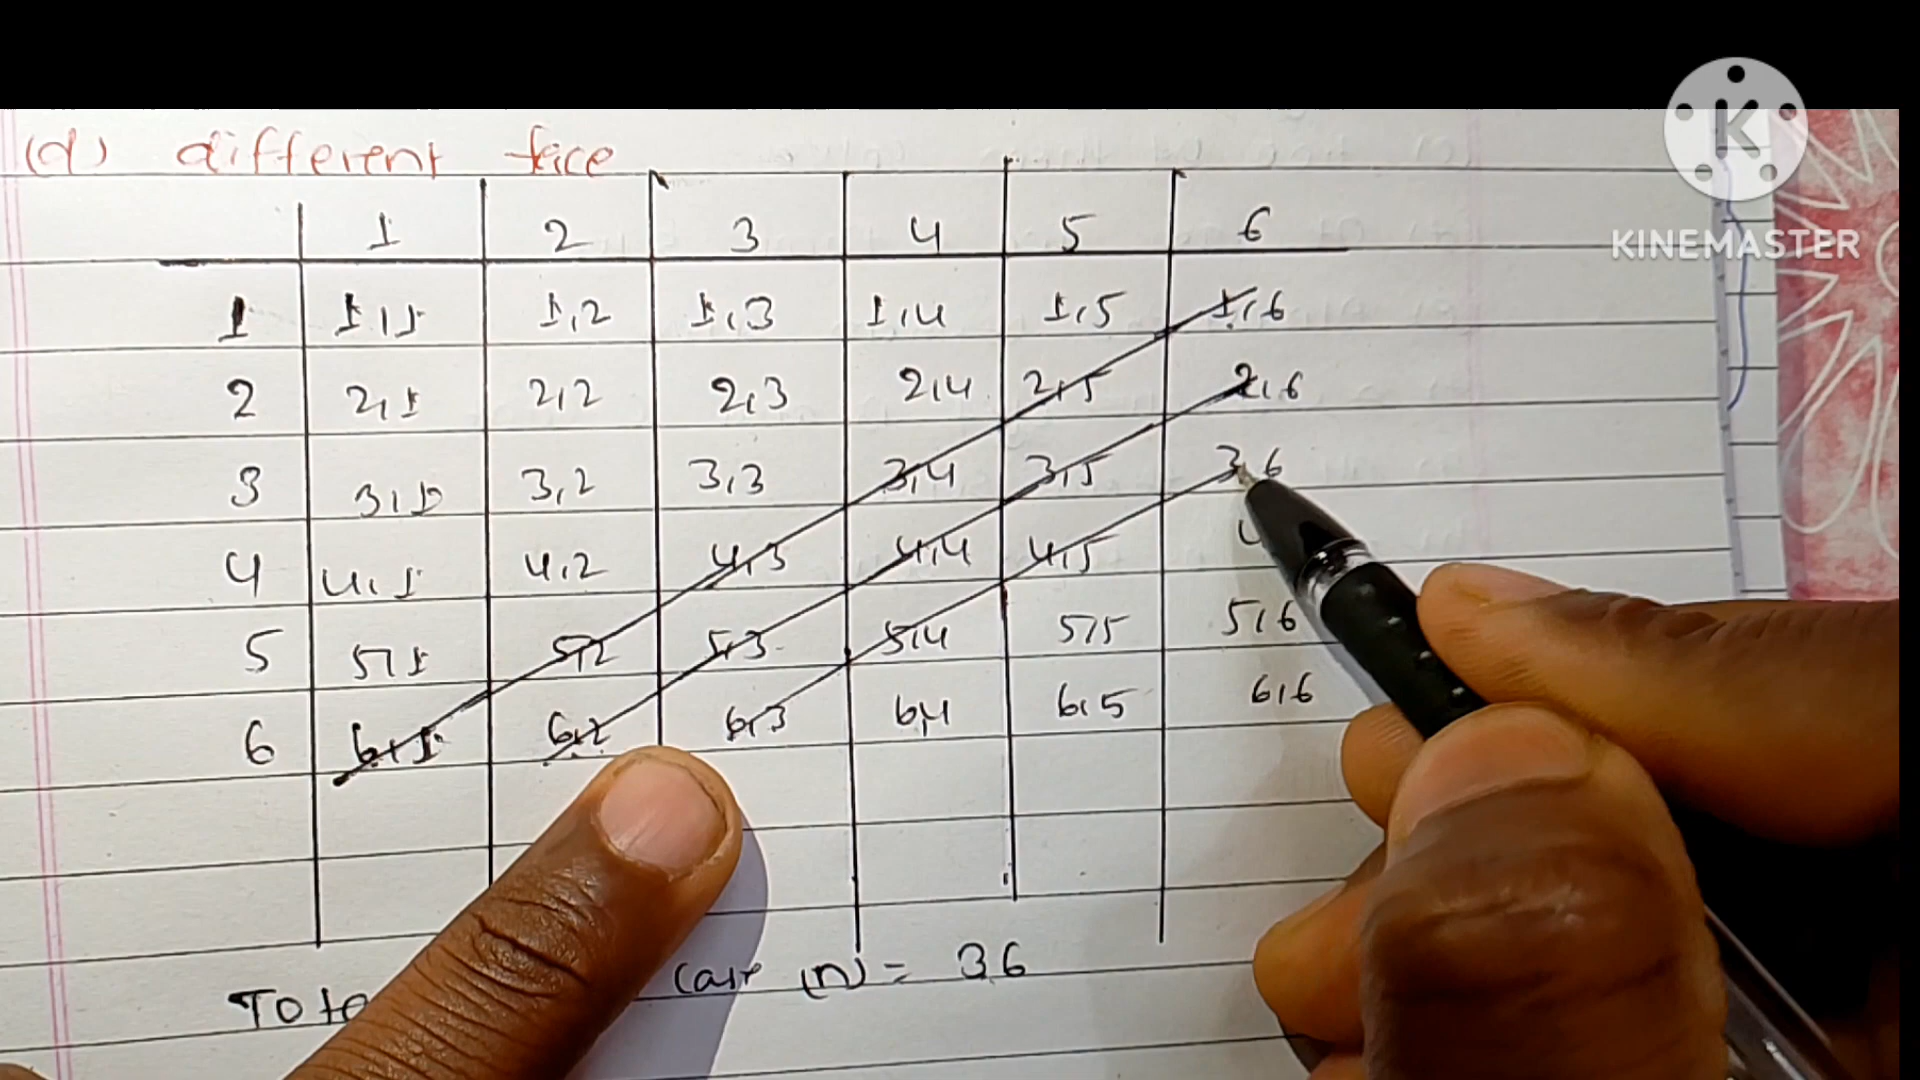 K
KINEMASTER
(d) different face
1 2 3 4 5 6
1 1,1 1,2 1,3 1,4 1,5 1,6
2 2,1 2,2 2,3 2,4 2,5 2,6
3 3,1 3,2 3,3 3,4 3,5 3,6
4 4,1 4,2 4,3 4,4 4,5
5 5,1 5,2 5,3 5,4 5,5 5,6
6 6,1 6,2 6,3 6,4 6,5 6,6
(n) = 36